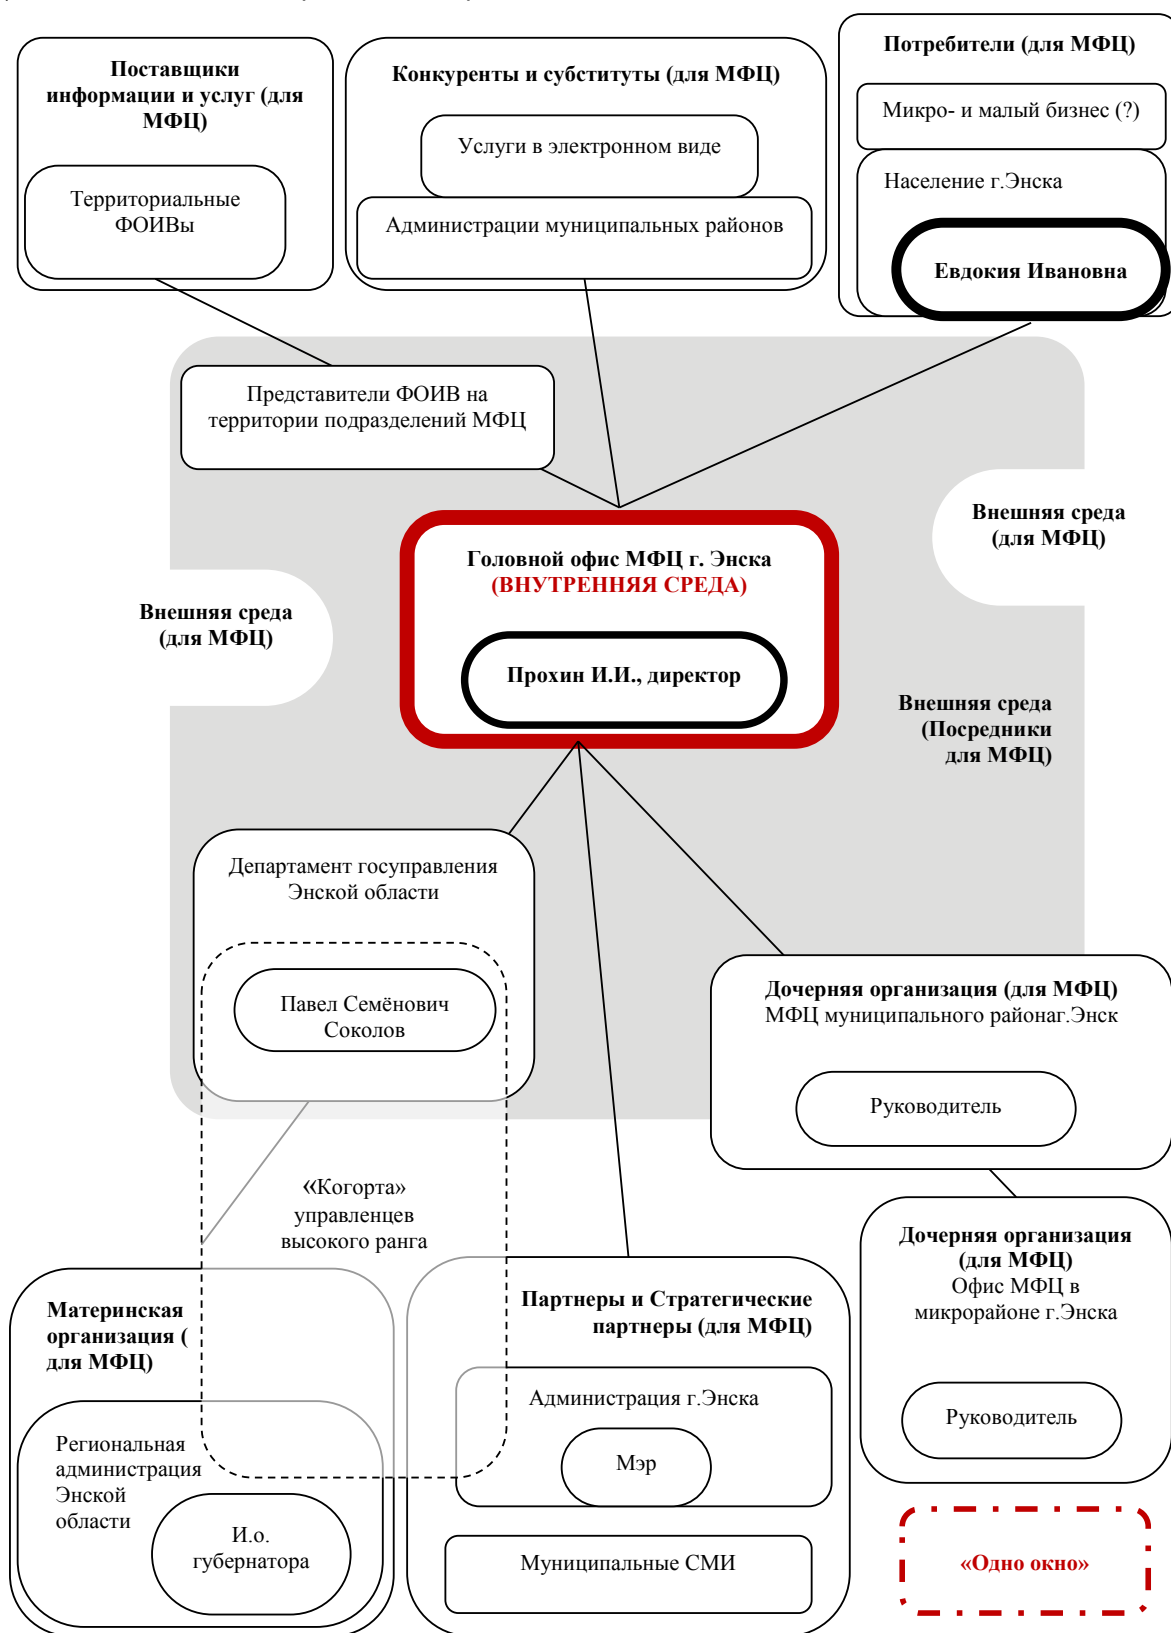 Поставщики
информации и услуг (для
МФЦ)
Территориальные
ФОИВы
Конкуренты и субституты (для МФЦ)
Услуги в электронном виде
Администрации муниципальных районов
Потребители (для МФЦ)
Микро- и малый бизнес (?)
Население г.Энска
Евдокия Ивановна
Представители ФОИВ на
территории подразделений МФЦ
Внешняя среда
(для МФЦ)
Головной офис МФЦ г. Энска
(ВНУТРЕННЯЯ СРЕДА)
Прохин И.И., директор
Внешняя среда
(для МФЦ)
Внешняя среда
(Посредники
для МФЦ)
Департамент госуправления
Энской области
Павел Семёнович
Соколов
Дочерняя организация (для МФЦ)
МФЦ муниципального районаг.Энск
Руководитель
«Когорта»
управленцев
высокого ранга
Дочерняя организация
(для МФЦ)
Офис МФЦ в
микрорайоне г.Энска
Руководитель
Материнская
организация (
для МФЦ)
Региональная
администрация
Энской
области
И.о.
губернатора
Партнеры и Стратегические
партнеры (для МФЦ)
Администрация г.Энска
Мэр
Муниципальные СМИ
«Одно окно»